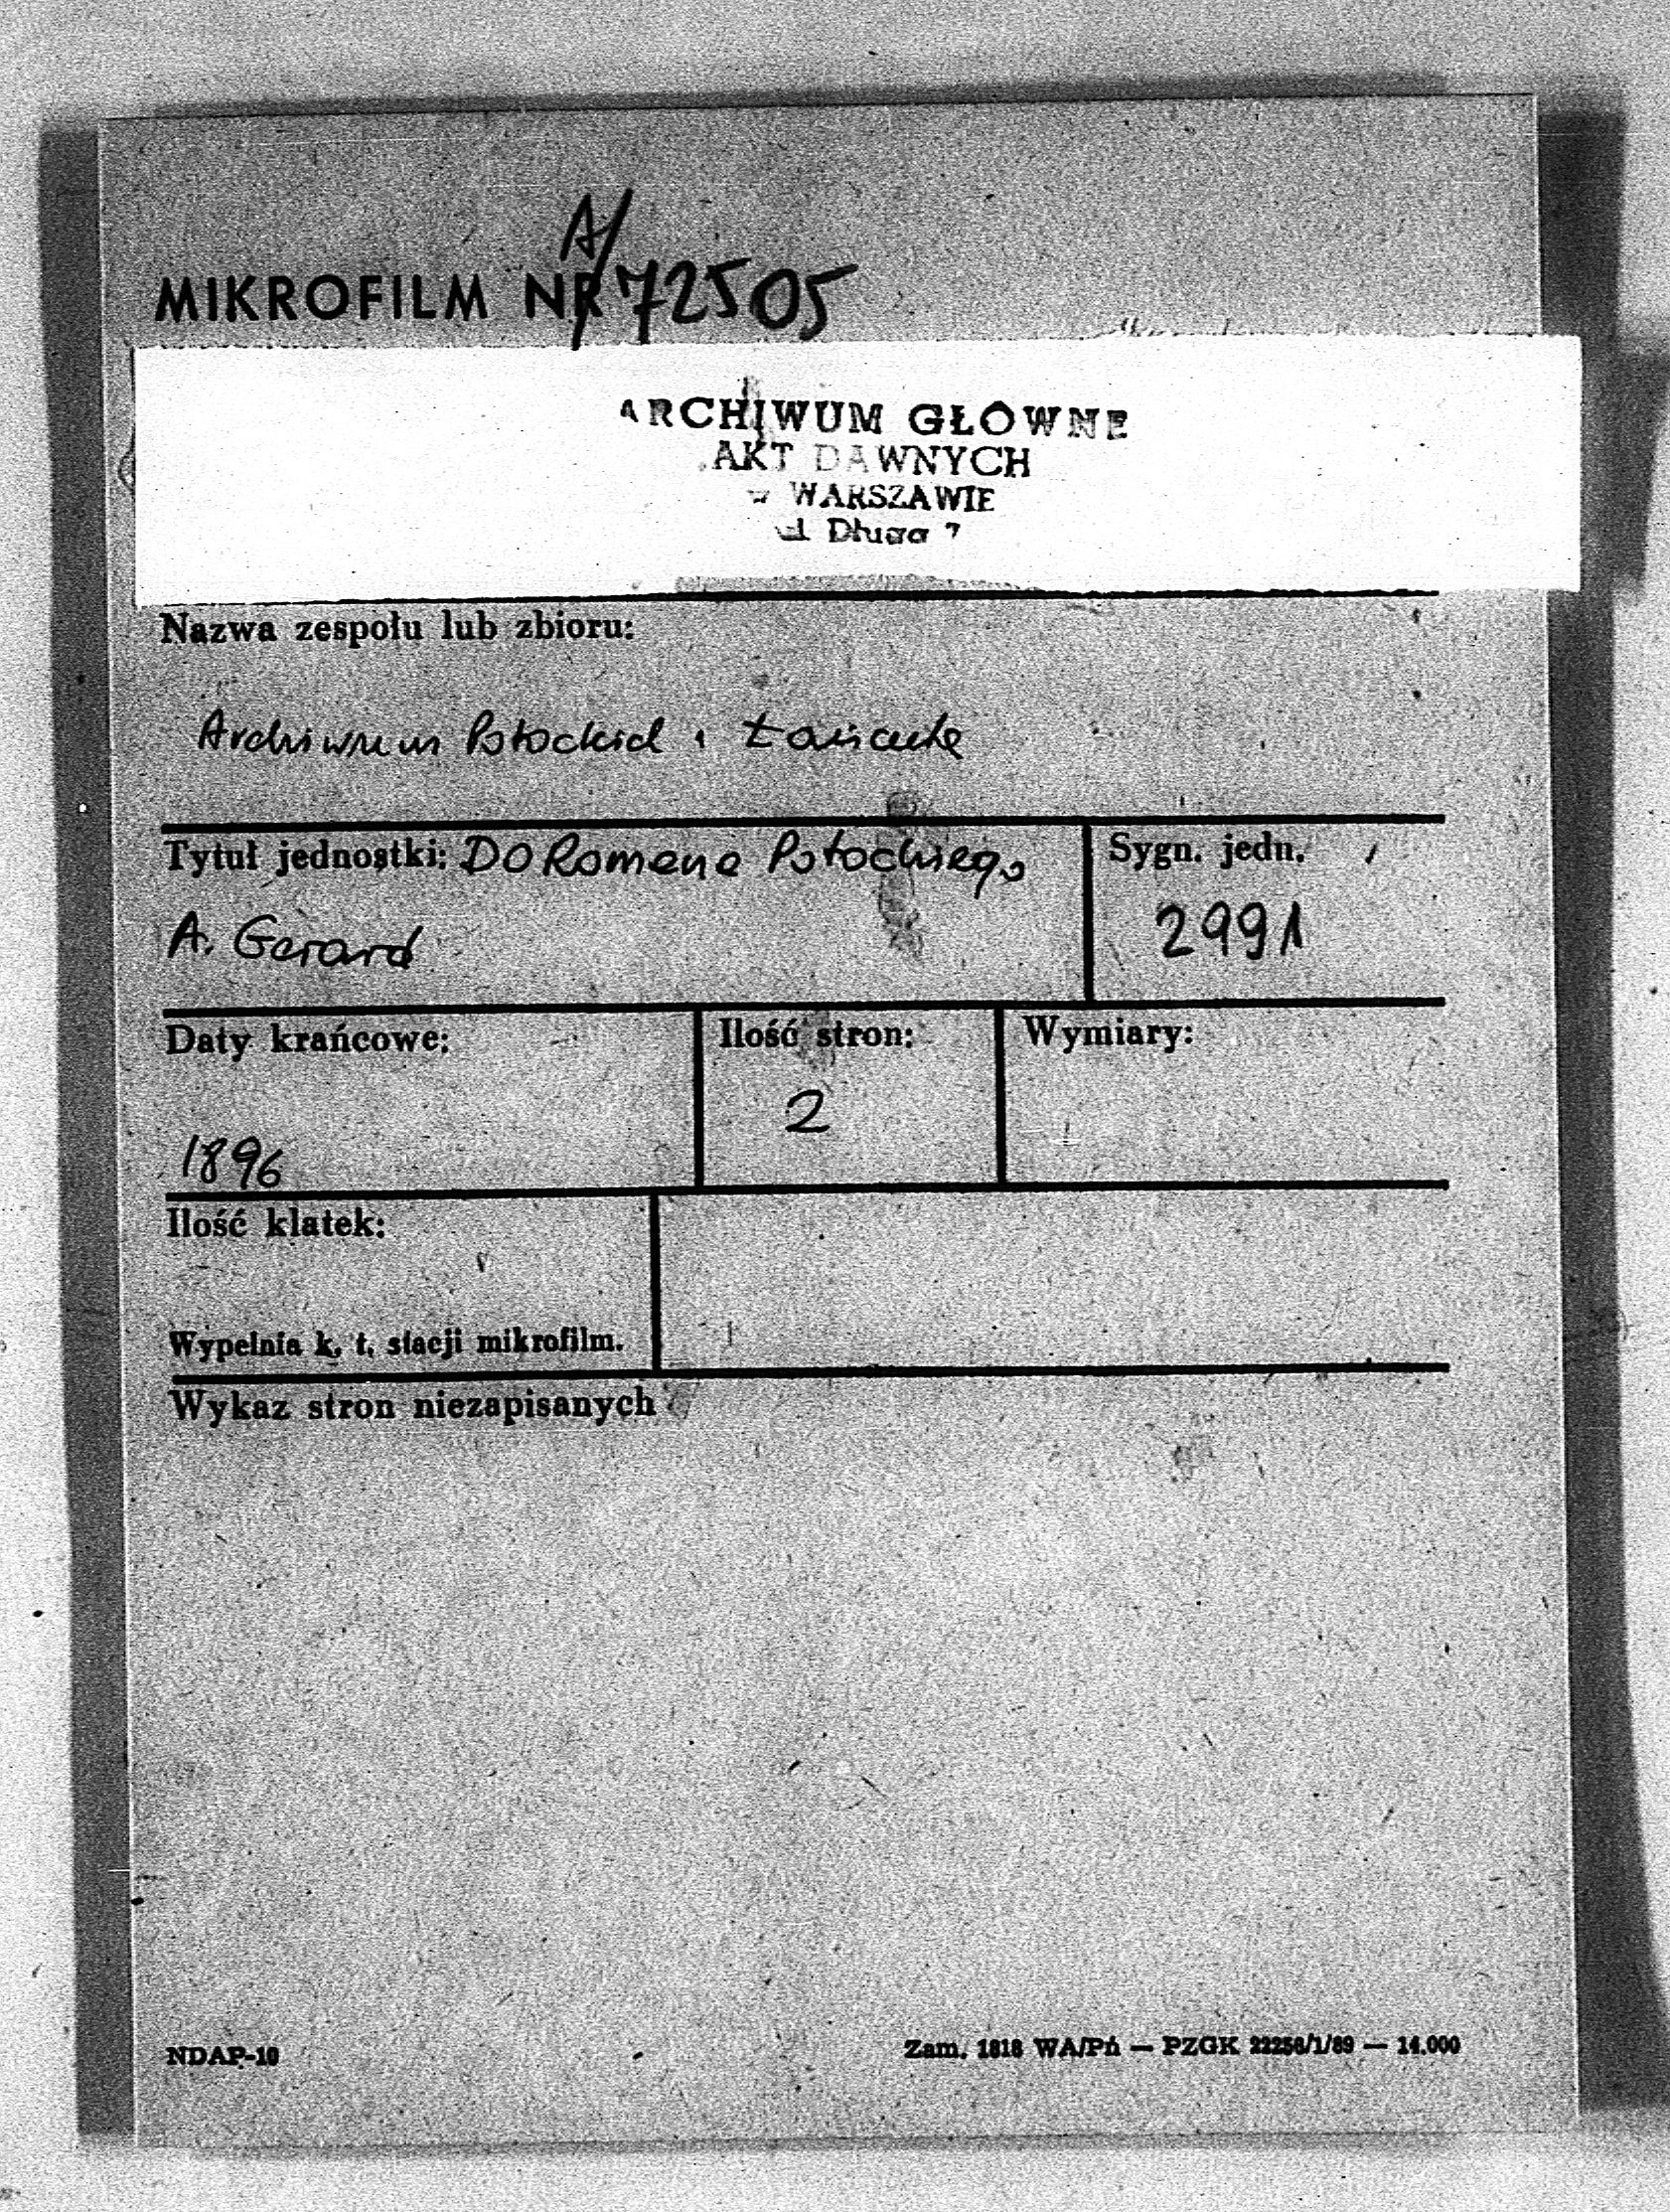 A/
MIKROFILM NR 72505
ARCHIWUM GŁÓWNE
AKT DAWNYCH
w WARSZAWIE
ul Długa 7
Nazwa zespołu lub zbioru:
Archiwum Potockich Łańcuta
Tytuł jednostki: DO Romana Potockiego
A. Gerard
Sygn. jedn.
2991
Daty krańcowe:
1896
Ilość stron:
2
Wymiary:
Ilość klatek:
Wypełnia k. t. stacji mikrofilm.
Wykaz stron niezapisanych
NDAP-10
Zam. 1818 WA/Pń — PZGK 22256/1/89 — 14.000